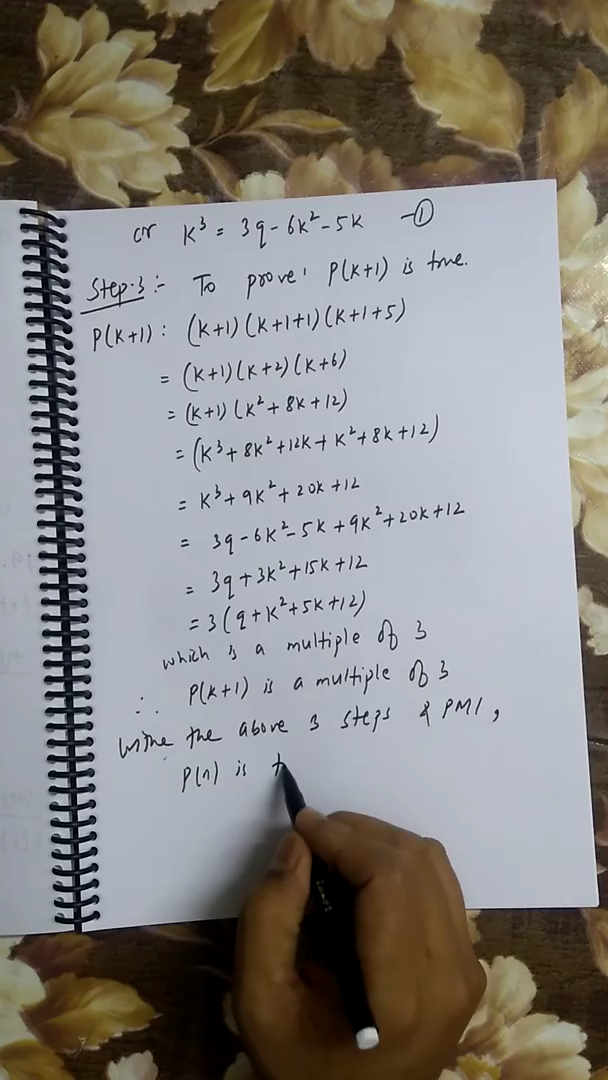 or K³ = 3q - 6k² - 5k —①
Step-3 :- To prove: P(k+1) is true.
P(k+1) : (k+1) (k+1+1) (k+1+5)
= (k+1) (k+2) (k+6)
= (k+1) (k² + 8k + 12)
= (k³ + 8k² + 12k + k² + 8k + 12)
= k³ + 9k² + 20k + 12
= 3q - 6k² - 5k + 9k² + 20k + 12
= 3q + 3k² + 15k + 12
= 3 (q + k² + 5k + 12)
which is a multiple of 3
∴ P(k+1) is a multiple of 3
the above 3 steps & PMI,
P(n) is t